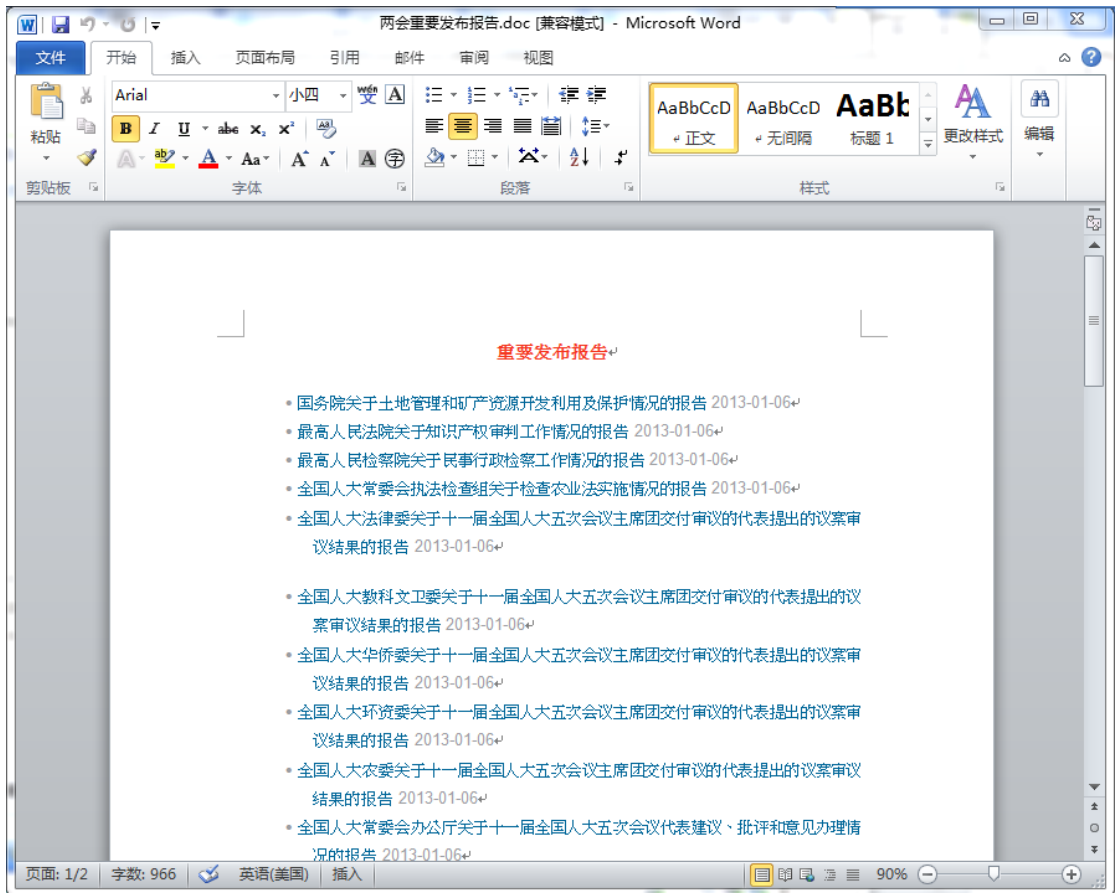 两会重要发布报告.doc [兼容模式] - Microsoft Word
文件 开始 插入 页面布局 引用 邮件 审阅 视图
Arial 小四 wén 文 A
粘贴 B I U abe x₂ x² AB AaBbCcD AaBbCcD AaBb 更改样式 编辑
正文 无间隔 标题 1
A ab A Aa A A A 字 A Z
剪贴板 字体 段落 样式
重要发布报告
• 国务院关于土地管理和矿产资源开发利用及保护情况的报告 2013-01-06
• 最高人民法院关于知识产权审判工作情况的报告 2013-01-06
• 最高人民检察院关于民事行政检察工作情况的报告 2013-01-06
• 全国人大常委会执法检查组关于检查农业法实施情况的报告 2013-01-06
• 全国人大法律委关于十一届全国人大五次会议主席团交付审议的代表提出的议案审
议结果的报告 2013-01-06
• 全国人大教科文卫委关于十一届全国人大五次会议主席团交付审议的代表提出的议
案审议结果的报告 2013-01-06
• 全国人大华侨委关于十一届全国人大五次会议主席团交付审议的代表提出的议案审
议结果的报告 2013-01-06
• 全国人大环资委关于十一届全国人大五次会议主席团交付审议的代表提出的议案审
议结果的报告 2013-01-06
• 全国人大农委关于十一届全国人大五次会议主席团交付审议的代表提出的议案审议
结果的报告 2013-01-06
• 全国人大常委会办公厅关于十一届全国人大五次会议代表建议、批评和意见办理情
况的报告 2013-01-06
页面: 1/2 字数: 966 英语(美国) 插入 90%